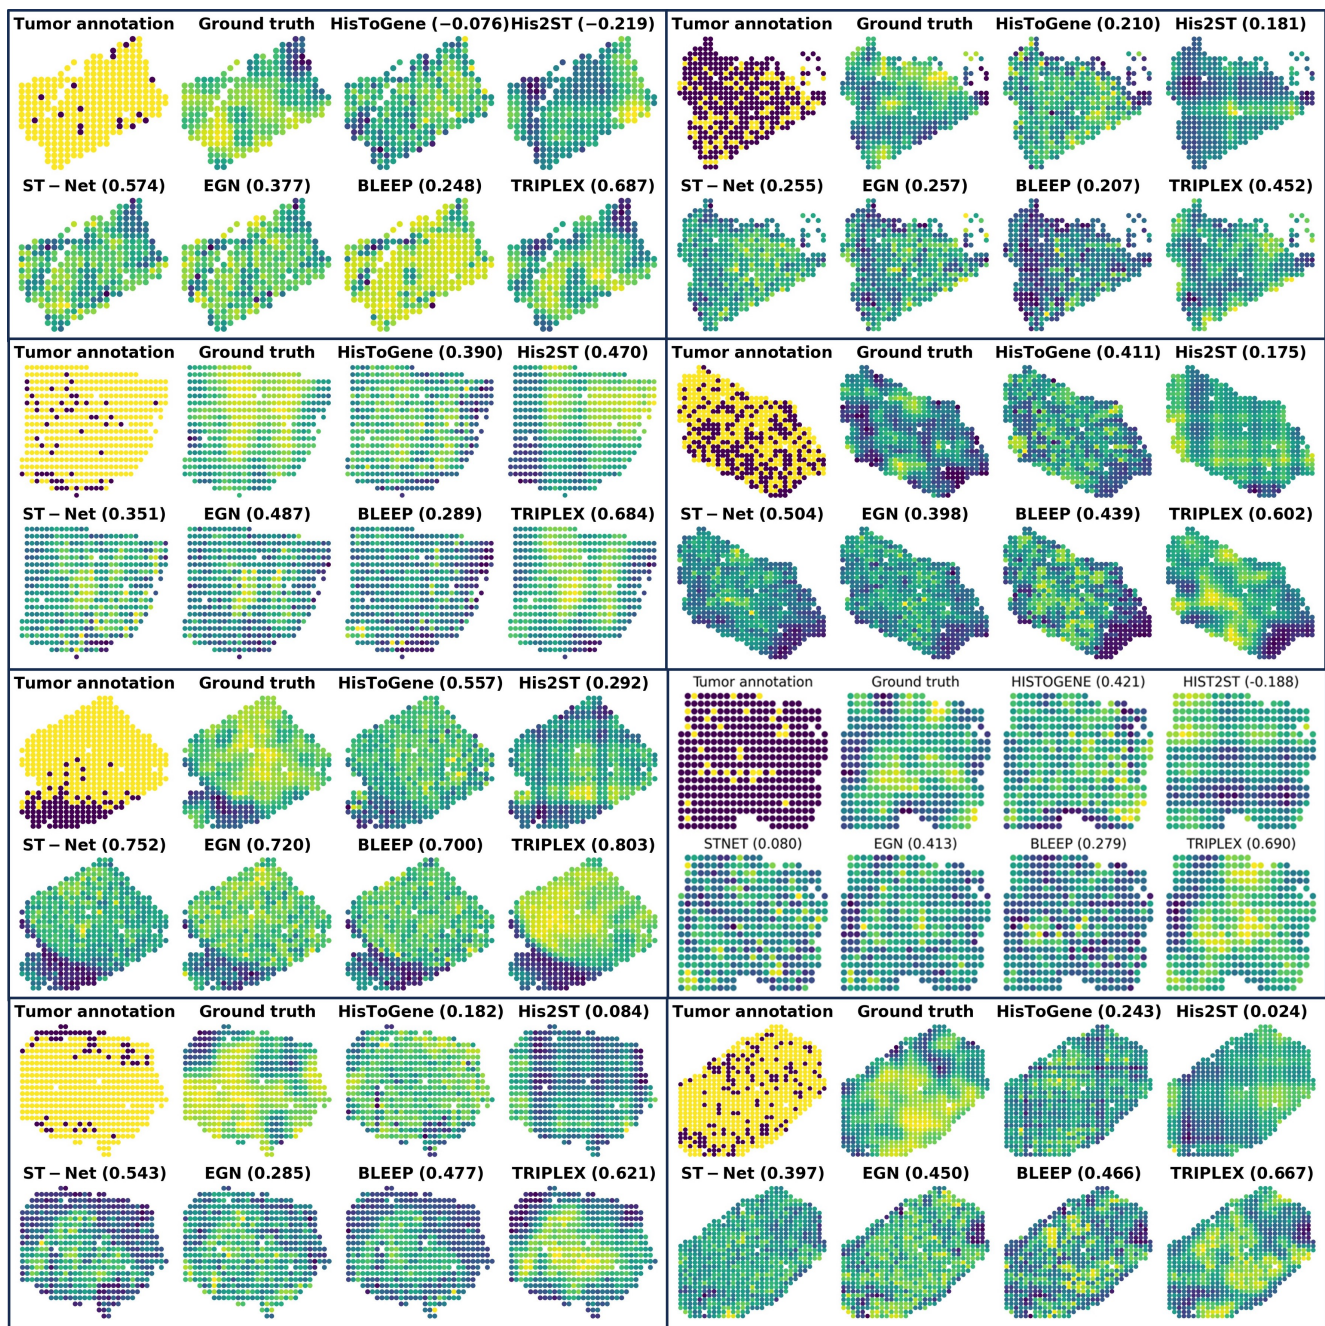 Tumor annotation Ground truth HisToGene (−0.076) His2ST (−0.219)
ST − Net (0.574) EGN (0.377) BLEEP (0.248) TRIPLEX (0.687)
Tumor annotation Ground truth HisToGene (0.210) His2ST (0.181)
ST − Net (0.255) EGN (0.257) BLEEP (0.207) TRIPLEX (0.452)
Tumor annotation Ground truth HisToGene (0.390) His2ST (0.470)
ST − Net (0.351) EGN (0.487) BLEEP (0.289) TRIPLEX (0.684)
Tumor annotation Ground truth HisToGene (0.411) His2ST (0.175)
ST − Net (0.504) EGN (0.398) BLEEP (0.439) TRIPLEX (0.602)
Tumor annotation Ground truth HisToGene (0.557) His2ST (0.292)
ST − Net (0.752) EGN (0.720) BLEEP (0.700) TRIPLEX (0.803)
Tumor annotation Ground truth HISTOGENE (0.421) HIST2ST (-0.188)
STNET (0.080) EGN (0.413) BLEEP (0.279) TRIPLEX (0.690)
Tumor annotation Ground truth HisToGene (0.182) His2ST (0.084)
ST − Net (0.543) EGN (0.285) BLEEP (0.477) TRIPLEX (0.621)
Tumor annotation Ground truth HisToGene (0.243) His2ST (0.024)
ST − Net (0.397) EGN (0.450) BLEEP (0.466) TRIPLEX (0.667)